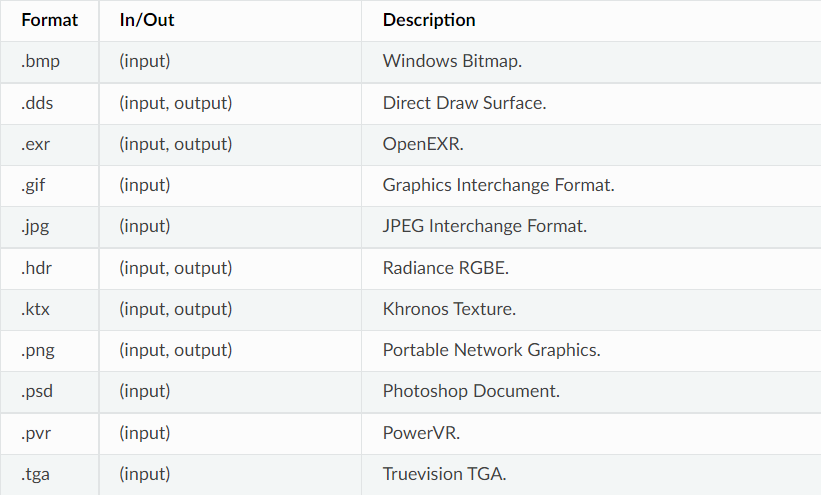 Format In/Out Description
.bmp (input) Windows Bitmap.
.dds (input, output) Direct Draw Surface.
.exr (input, output) OpenEXR.
.gif (input) Graphics Interchange Format.
.jpg (input) JPEG Interchange Format.
.hdr (input, output) Radiance RGBE.
.ktx (input, output) Khronos Texture.
.png (input, output) Portable Network Graphics.
.psd (input) Photoshop Document.
.pvr (input) PowerVR.
.tga (input) Truevision TGA.